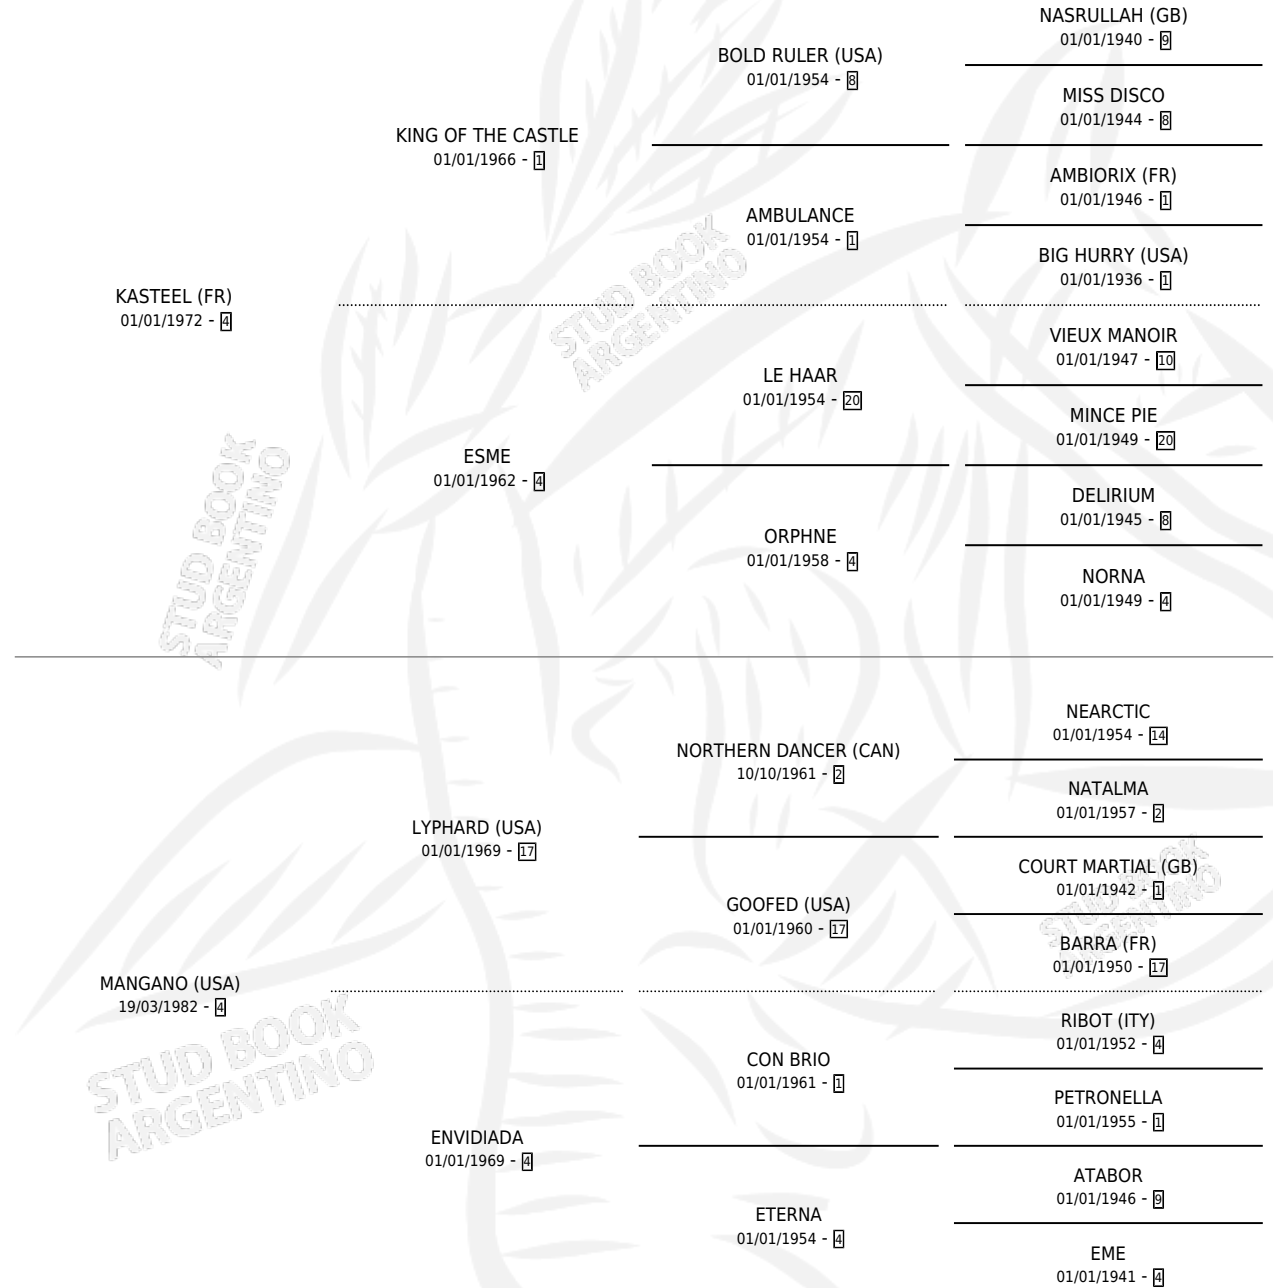 NASRULLAH (GB)
01/01/1940 - 9
BOLD RULER (USA)
01/01/1954 - 8
MISS DISCO
01/01/1944 - 8
KING OF THE CASTLE
01/01/1966 - 1
AMBIORIX (FR)
01/01/1946 - 1
AMBULANCE
01/01/1954 - 1
BIG HURRY (USA)
01/01/1936 - 1
KASTEEL (FR)
01/01/1972 - 4
STUD BOOK
ARGENTINO
VIEUX MANOIR
01/01/1947 - 10
LE HAAR
01/01/1954 - 20
MINCE PIE
01/01/1949 - 20
ESME
01/01/1962 - 4
DELIRIUM
01/01/1945 - 8
ORPHNE
01/01/1958 - 4
NORNA
01/01/1949 - 4
STUD BOOK
ARGENTINO
NEARCTIC
01/01/1954 - 14
NORTHERN DANCER (CAN)
10/10/1961 - 2
NATALMA
01/01/1957 - 2
LYPHARD (USA)
01/01/1969 - 17
COURT MARTIAL (GB)
01/01/1942 - 1
GOOFED (USA)
01/01/1960 - 17
BARRA (FR)
01/01/1950 - 17
STUD BOOK
ARGENTINO
MANGANO (USA)
19/03/1982 - 4
RIBOT (ITY)
01/01/1952 - 4
CON BRIO
01/01/1961 - 1
PETRONELLA
01/01/1955 - 1
STUD BOOK
ARGENTINO
ENVIDIADA
01/01/1969 - 4
ATABOR
01/01/1946 - 9
ETERNA
01/01/1954 - 4
EME
01/01/1941 - 4